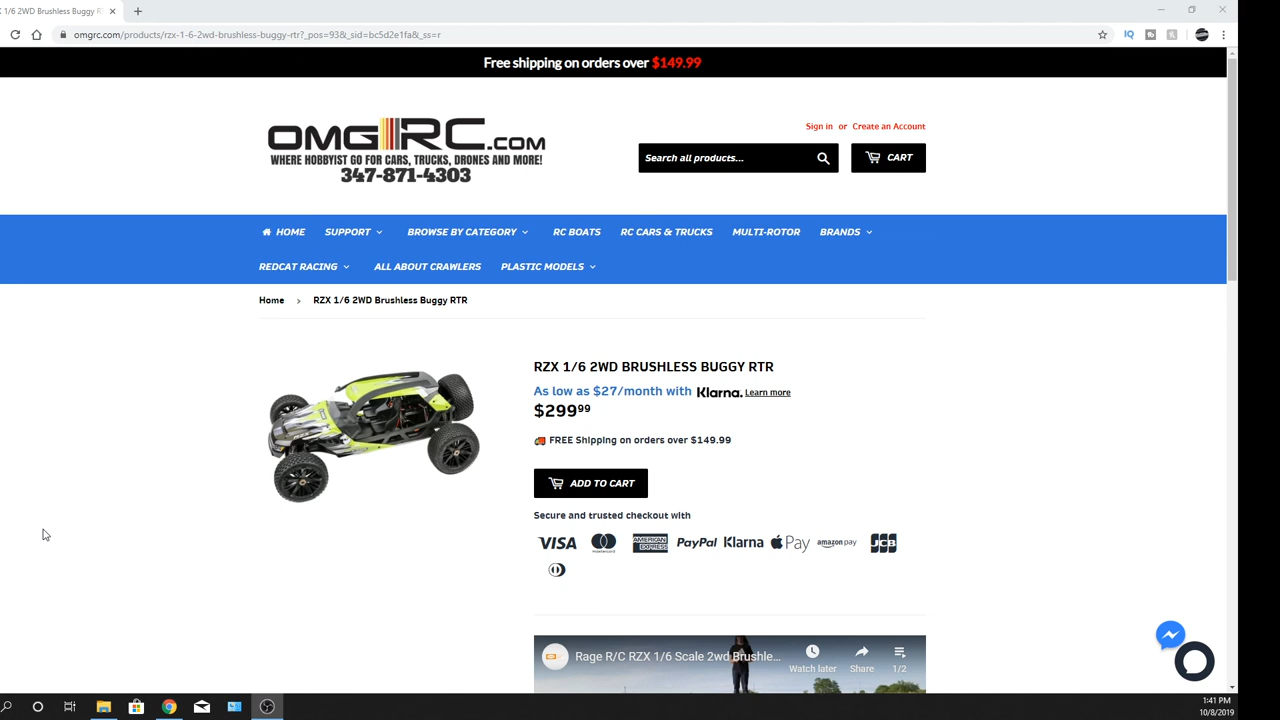 1/6 2WD Brushless Buggy R
omgrc.com/products/rzx-1-6-2wd-brushless-buggy-rtr?_pos=93&_sid=bc5d2e1fa&_ss=r
Free shipping on orders over $149.99
OMGRC.COM
WHERE HOBBYIST GO FOR CARS, TRUCKS, DRONES AND MORE!
347-871-4303
Sign in or Create an Account
Search all products...
CART
HOME SUPPORT BROWSE BY CATEGORY RC BOATS RC CARS & TRUCKS MULTI-ROTOR BRANDS
REDCAT RACING ALL ABOUT CRAWLERS PLASTIC MODELS
Home > RZX 1/6 2WD Brushless Buggy RTR
RZX 1/6 2WD BRUSHLESS BUGGY RTR
As low as $27/month with Klarna. Learn more
$29999
FREE Shipping on orders over $149.99
ADD TO CART
Secure and trusted checkout with
VISA mastercard AMERICAN EXPRESS PayPal Klarna Pay amazon pay JCB
Rage R/C RZX 1/6 Scale 2wd Brushle...
Watch later Share 1/2
1:41 PM
10/8/2019